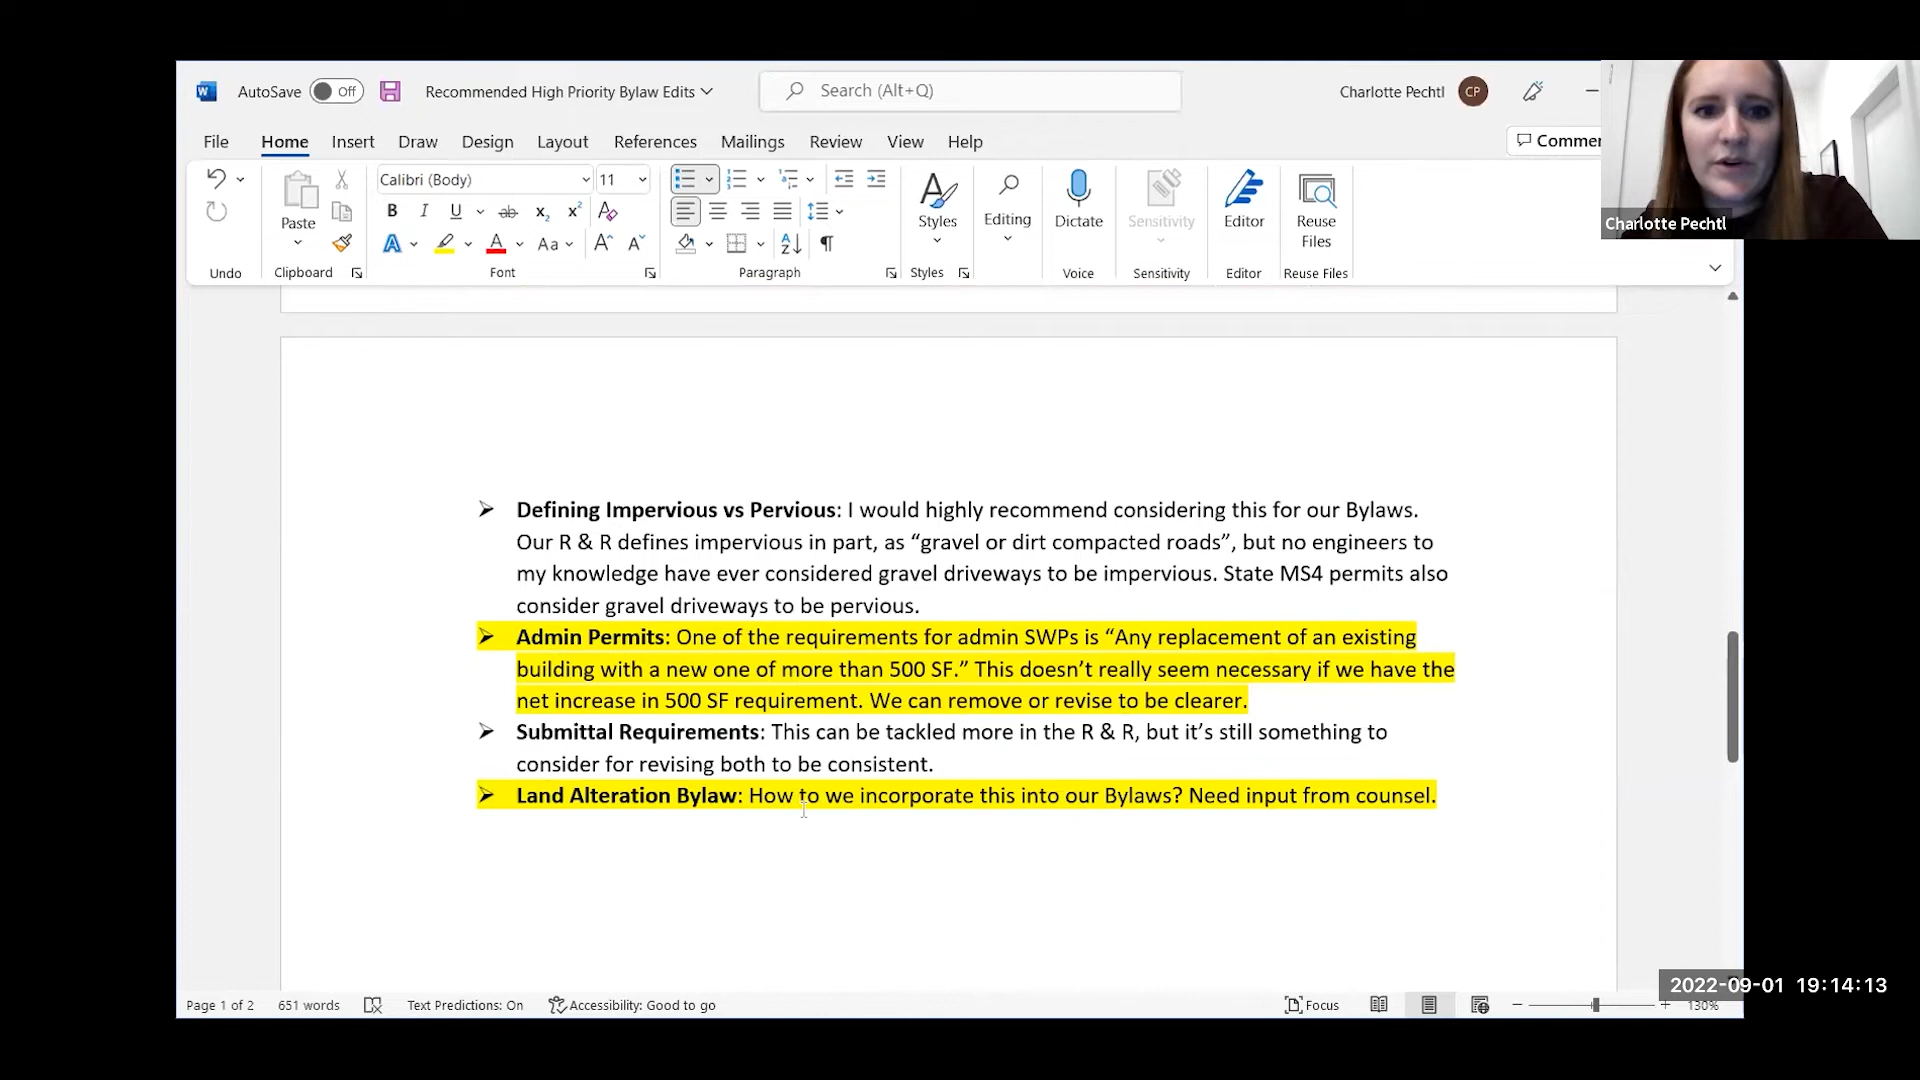 AutoSave Off Recommended High Priority Bylaw Edits Search (Alt+Q) Charlotte Pechtl CP
File Home Insert Draw Design Layout References Mailings Review View Help Commen
Calibri (Body) 11
Paste Styles Editing Dictate Sensitivity Editor Reuse Files
B I U ab x₂ x² A
A A Aa A A
Undo Clipboard Font Paragraph Styles Voice Sensitivity Editor Reuse Files
Charlotte Pechtl
➢ Defining Impervious vs Pervious: I would highly recommend considering this for our Bylaws.
Our R & R defines impervious in part, as “gravel or dirt compacted roads”, but no engineers to
my knowledge have ever considered gravel driveways to be impervious. State MS4 permits also
consider gravel driveways to be pervious.
➢ Admin Permits: One of the requirements for admin SWPs is “Any replacement of an existing
building with a new one of more than 500 SF.” This doesn’t really seem necessary if we have the
net increase in 500 SF requirement. We can remove or revise to be clearer.
➢ Submittal Requirements: This can be tackled more in the R & R, but it’s still something to
consider for revising both to be consistent.
➢ Land Alteration Bylaw: How to we incorporate this into our Bylaws? Need input from counsel.
2022-09-01 19:14:13
Page 1 of 2 651 words Text Predictions: On Accessibility: Good to go Focus 130%